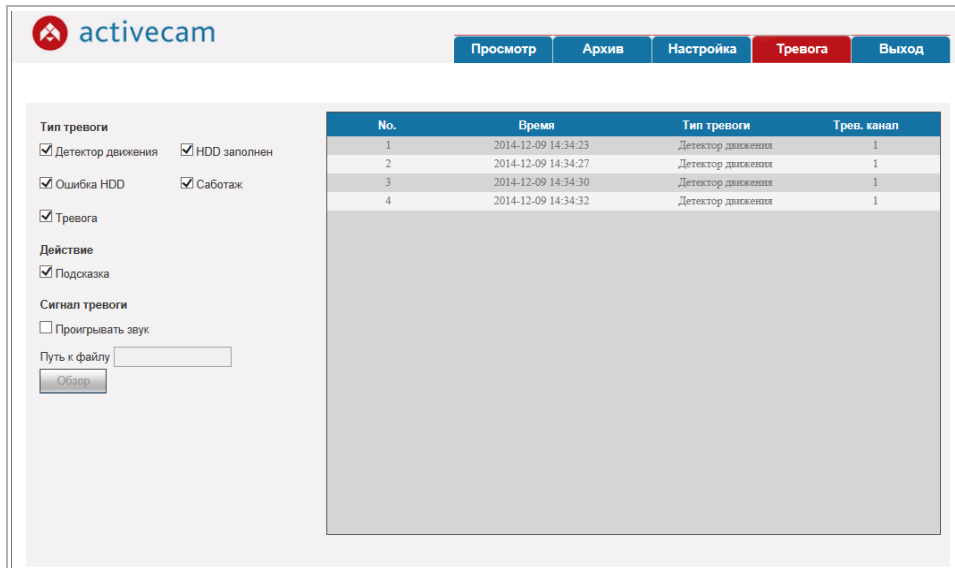 activecam
Просмотр Архив Настройка Тревога Выход
Тип тревоги
Детектор движения HDD заполнен
Ошибка HDD Саботаж
Тревога
Действие
Подсказка
Сигнал тревоги
Проигрывать звук
Путь к файлу
Обзор
No. Время Тип тревоги Трев. канал
1 2014-12-09 14:34:23 Детектор движения 1
2 2014-12-09 14:34:27 Детектор движения 1
3 2014-12-09 14:34:30 Детектор движения 1
4 2014-12-09 14:34:32 Детектор движения 1